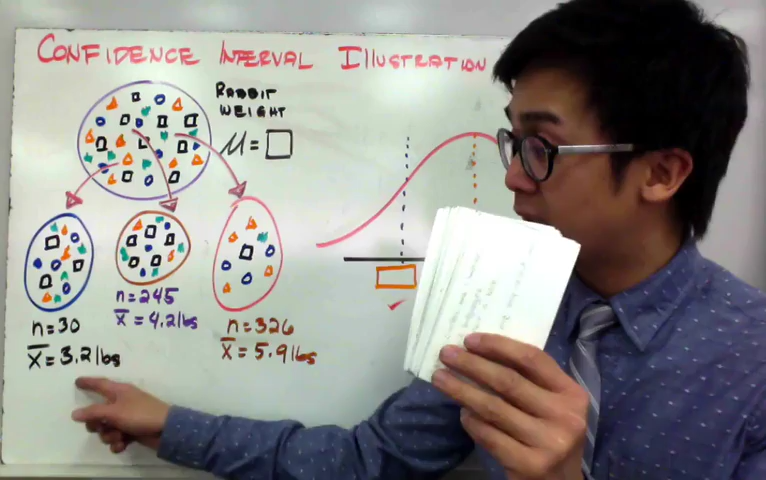 CONFIDENCE INTERVAL ILLUSTRATION
RABBIT
WEIGHT
μ = □
n=30
x̅ = 3.2 lbs
n=245
x̅ = 4.2 lbs
n=326
x̅ = 5.9 lbs